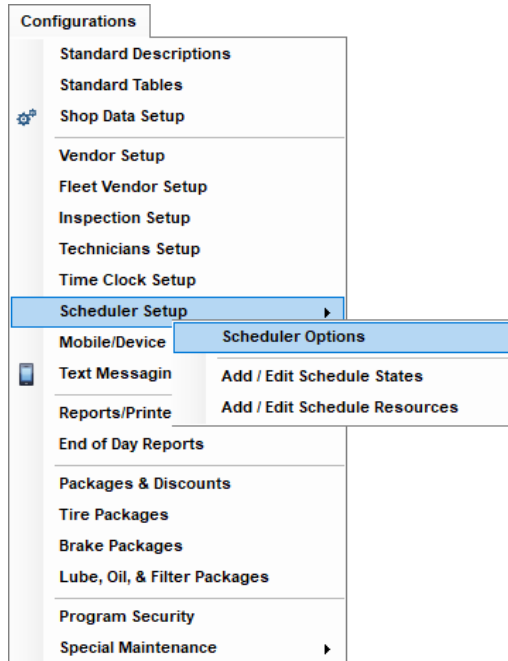 Configurations
Standard Descriptions
Standard Tables
Shop Data Setup
Vendor Setup
Fleet Vendor Setup
Inspection Setup
Technicians Setup
Time Clock Setup
Scheduler Setup
Scheduler Options
Mobile/Device
Text Messagin
Add / Edit Schedule States
Reports/Printe
Add / Edit Schedule Resources
End of Day Reports
Packages & Discounts
Tire Packages
Brake Packages
Lube, Oil, & Filter Packages
Program Security
Special Maintenance